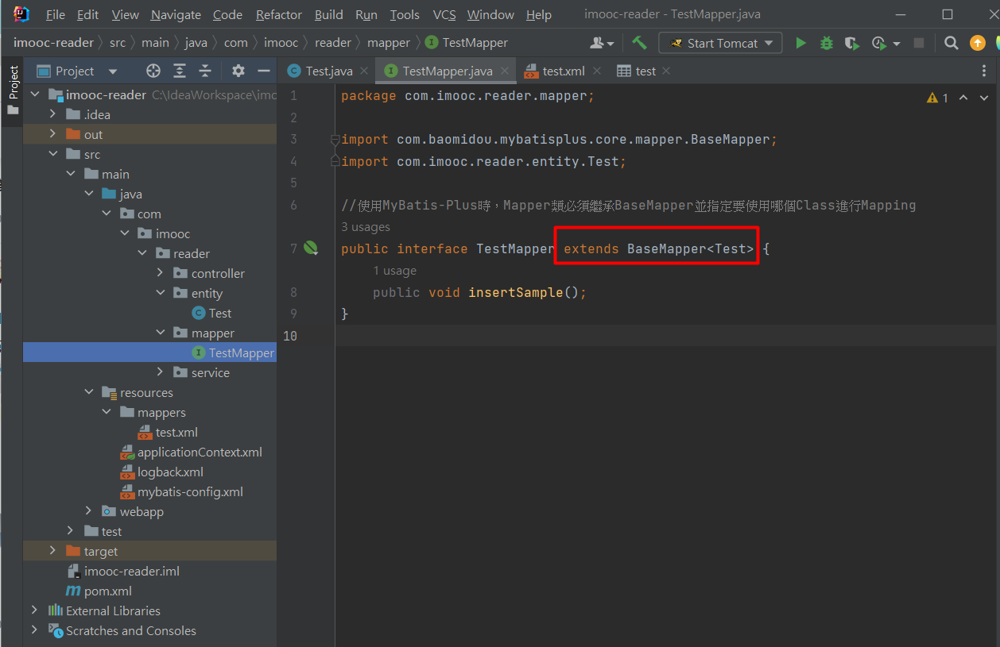 File Edit View Navigate Code Refactor Build Run Tools VCS Window Help imooc-reader - TestMapper.java
imooc-reader src main java com imooc reader mapper TestMapper Start Tomcat
Project
Project
Test.java TestMapper.java test.xml test
imooc-reader C:\IdeaWorkspace\imo
.idea
out
src
main
java
com
imooc
reader
controller
entity
Test
mapper
TestMapper
service
resources
mappers
test.xml
applicationContext.xml
logback.xml
mybatis-config.xml
webapp
test
target
imooc-reader.iml
pom.xml
External Libraries
Scratches and Consoles
1 package com.imooc.reader.mapper; 1
2
3 import com.baomidou.mybatisplus.core.mapper.BaseMapper;
4 import com.imooc.reader.entity.Test;
5
6 //使用MyBatis-Plus時，Mapper類必須繼承BaseMapper並指定要使用哪個Class進行Mapping
3 usages
7 public interface TestMapper extends BaseMapper<Test> {
1 usage
8 public void insertSample();
9 }
10